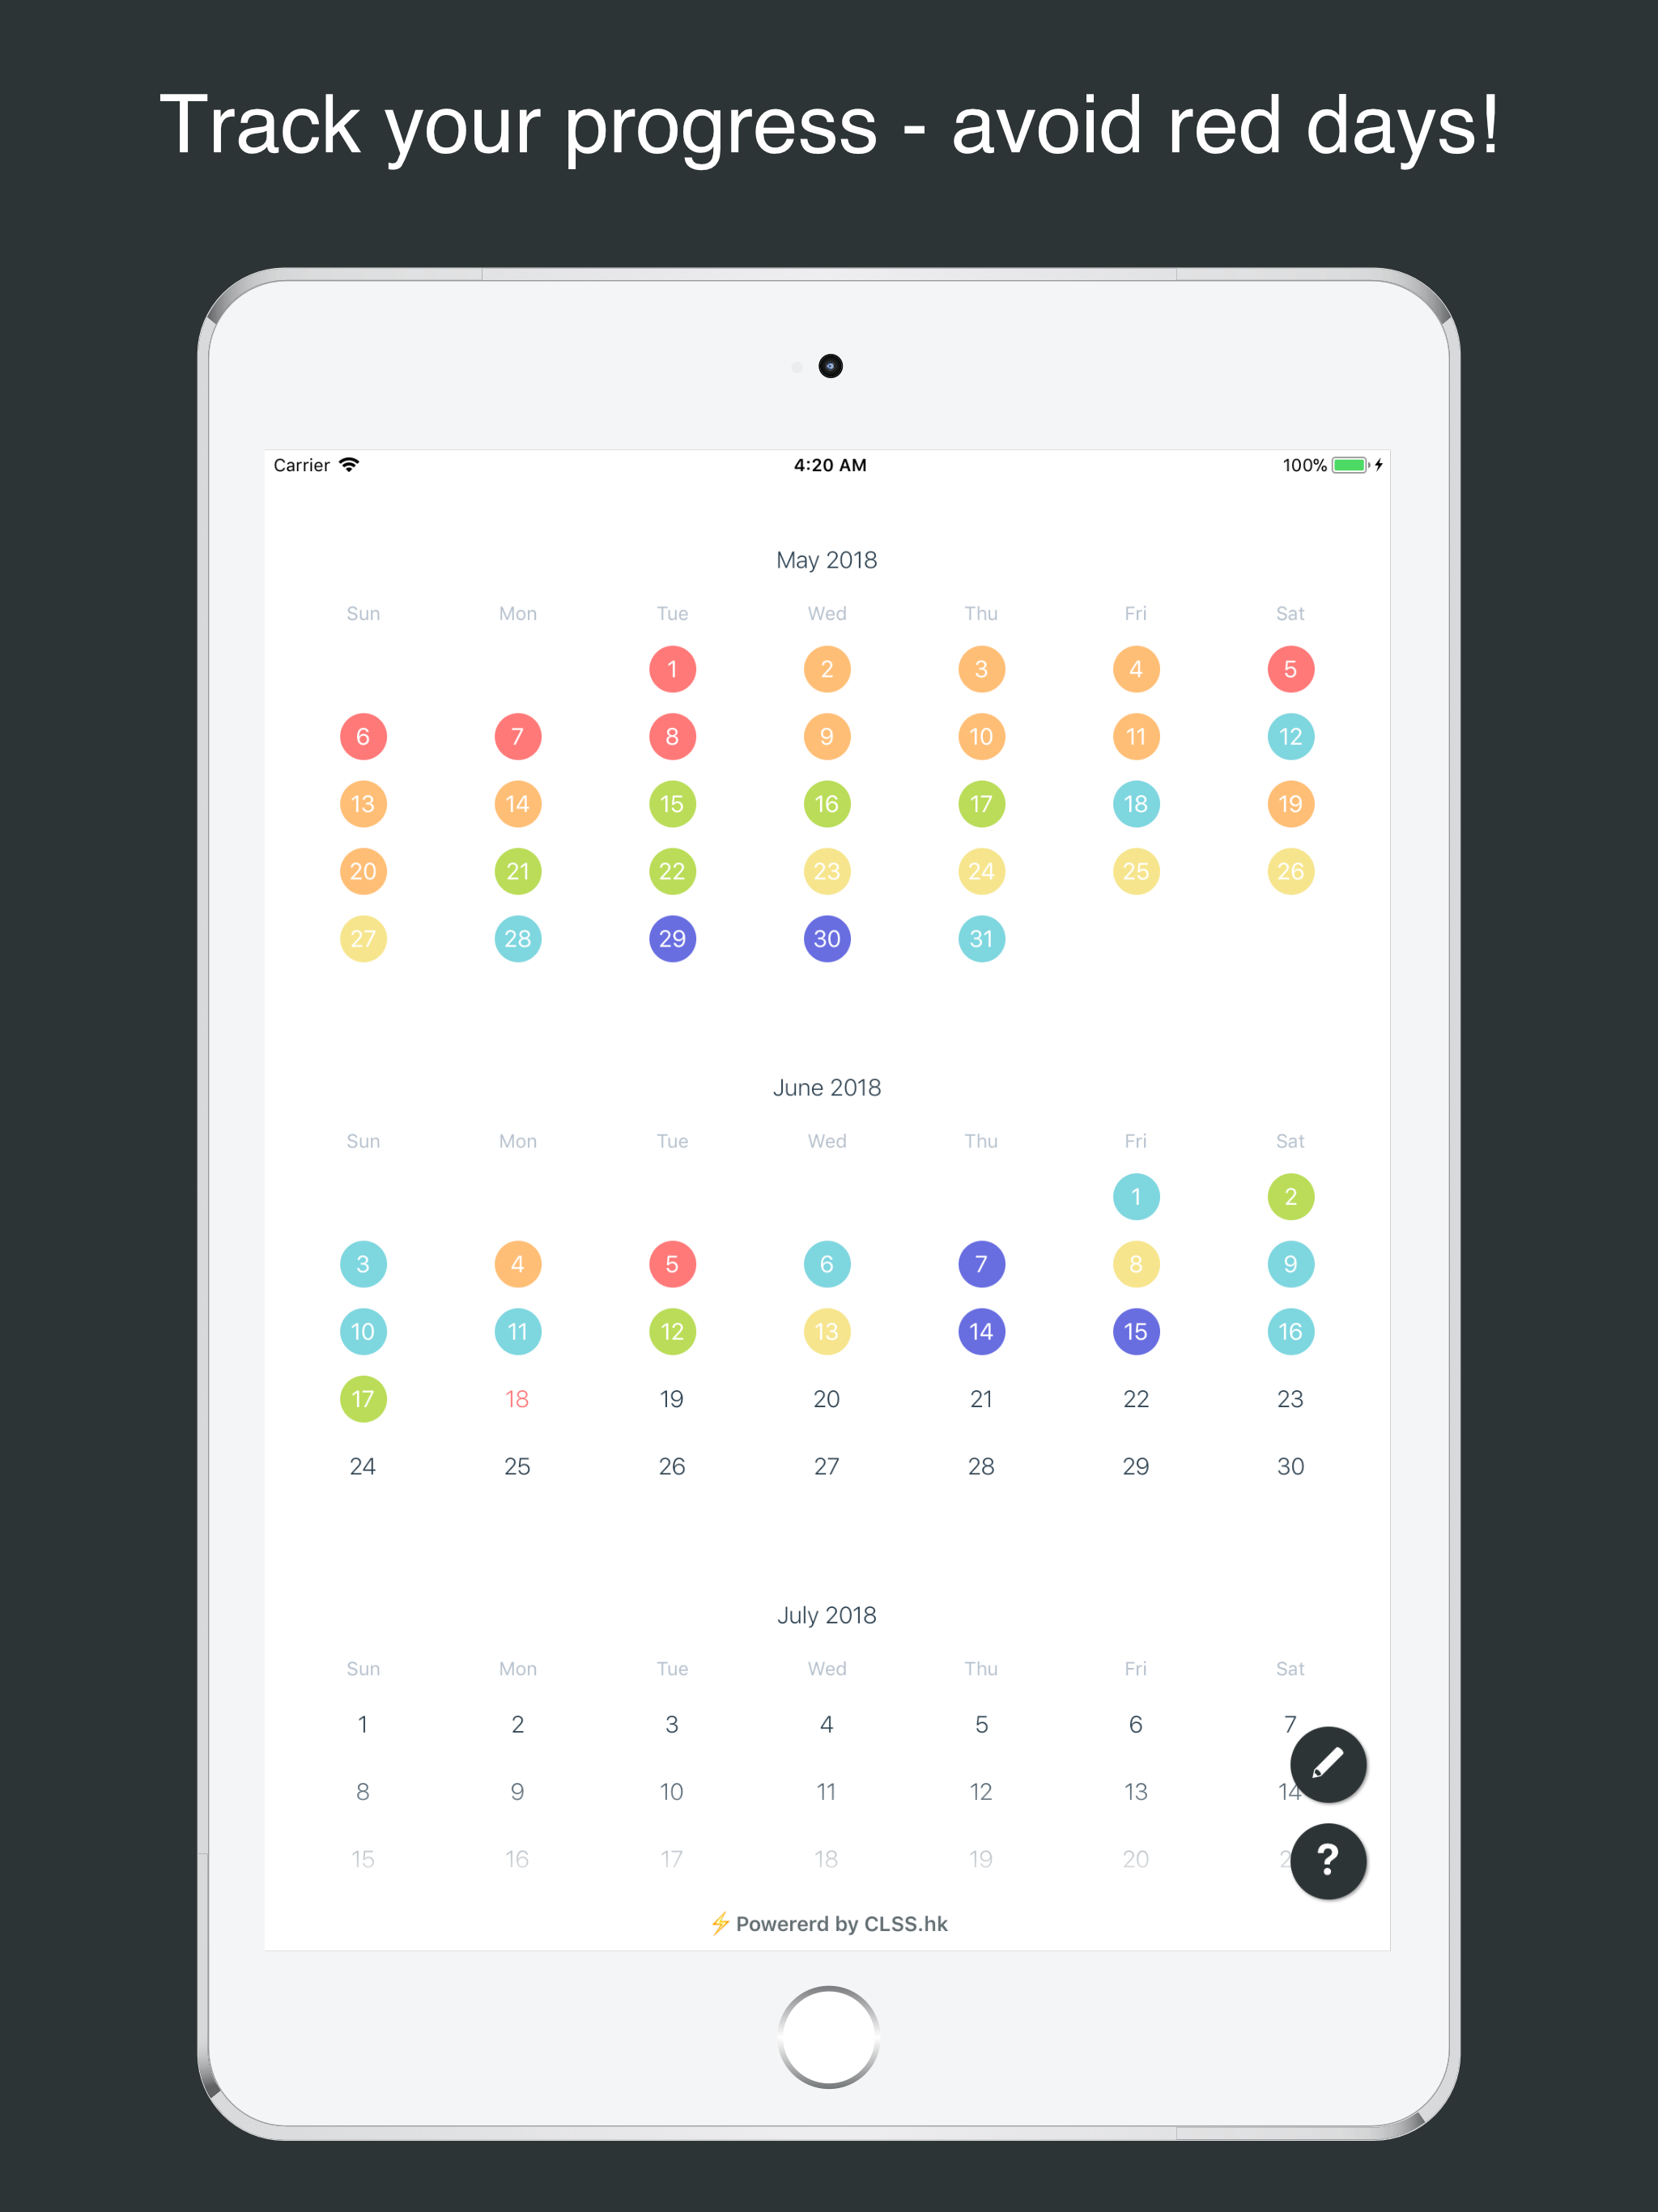 Track your progress - avoid red days!
Carrier 4:20 AM 100%
May 2018
Sun Mon Tue Wed Thu Fri Sat
1 2 3 4 5
6 7 8 9 10 11 12
13 14 15 16 17 18 19
20 21 22 23 24 25 26
27 28 29 30 31
June 2018
Sun Mon Tue Wed Thu Fri Sat
1 2
3 4 5 6 7 8 9
10 11 12 13 14 15 16
17 18 19 20 21 22 23
24 25 26 27 28 29 30
July 2018
Sun Mon Tue Wed Thu Fri Sat
1 2 3 4 5 6 7
8 9 10 11 12 13 14
15 16 17 18 19 20 2
?
⚡ Powererd by CLSS.hk